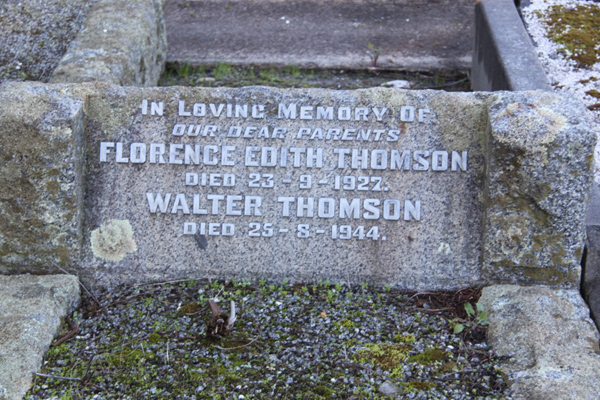 IN LOVING MEMORY OF
OUR DEAR PARENTS
FLORENCE EDITH THOMSON
DIED 23-9-1927.
WALTER THOMSON
DIED 25-8-1944.